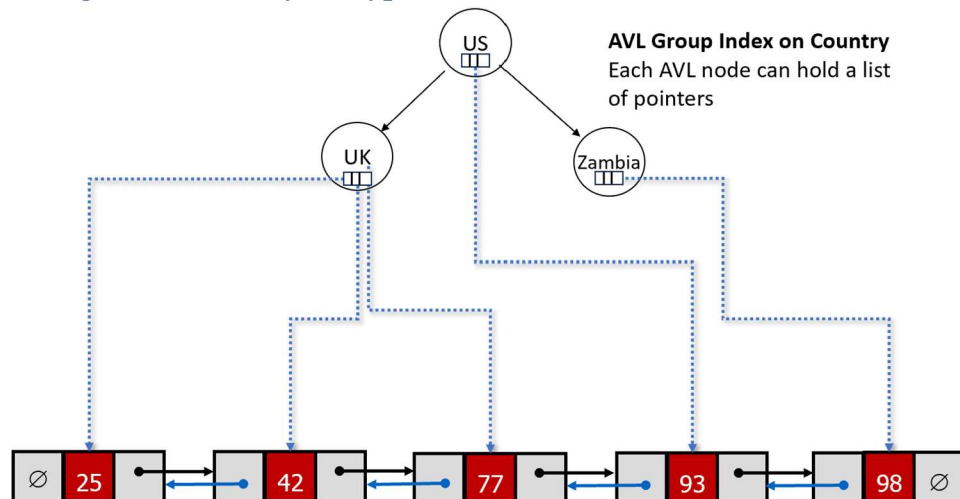 US
AVL Group Index on Country
Each AVL node can hold a list
of pointers
UK
Zambia
∅ 25 42 77 93 98 ∅